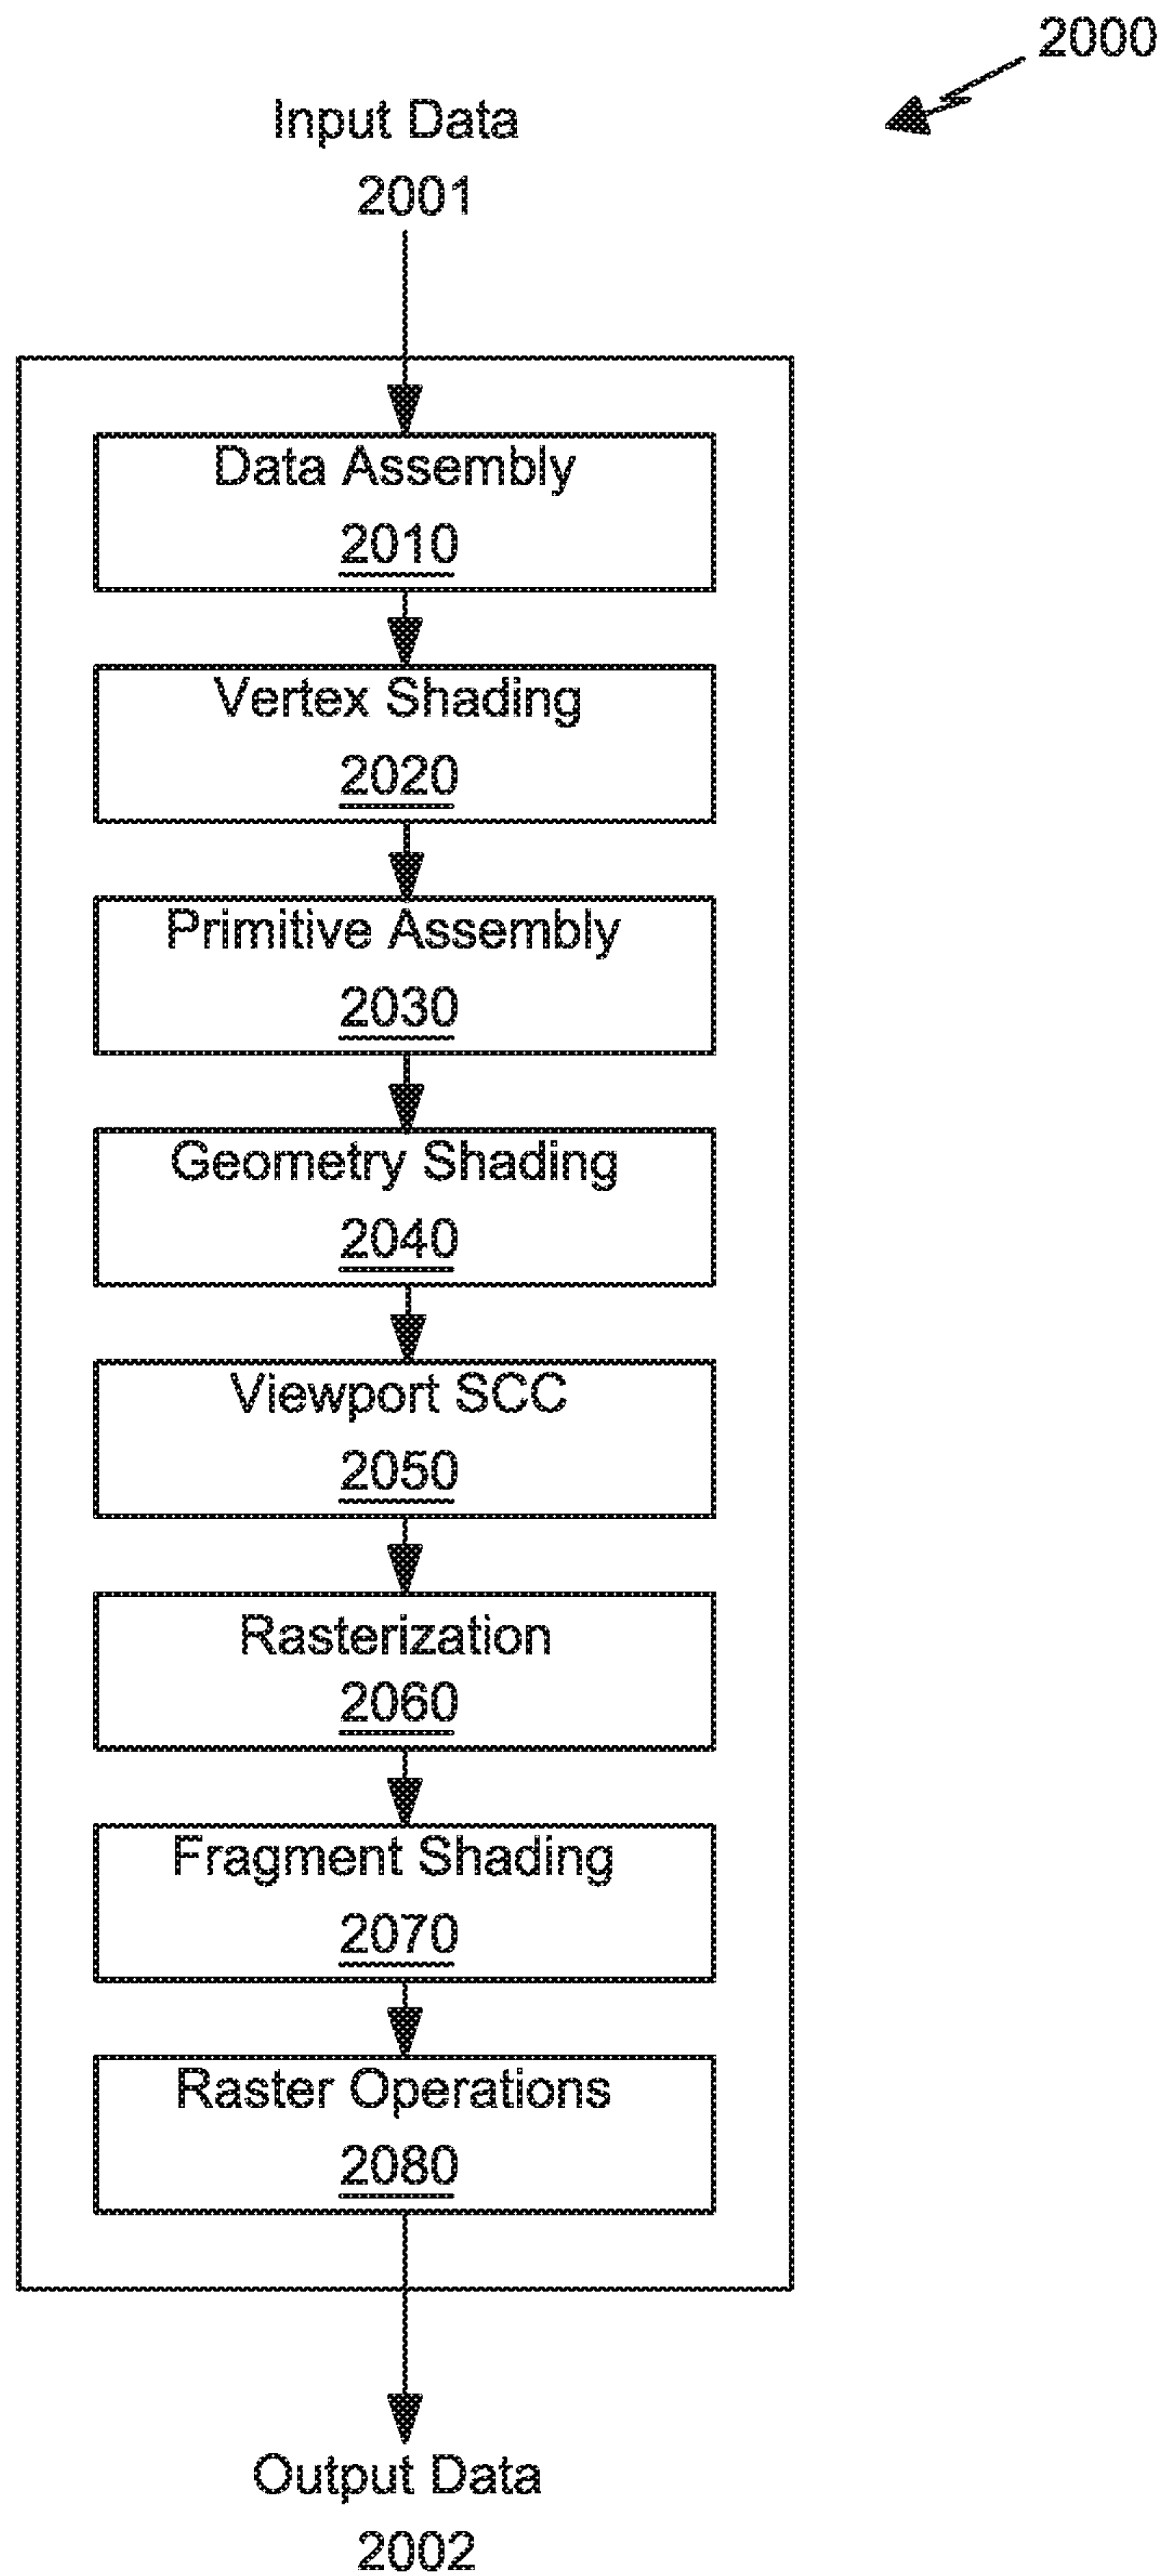 2000
Input Data
2001
Data Assembly
2010
Vertex Shading
2020
Primitive Assembly
2030
Geometry Shading
2040
Viewport SCC
2050
Rasterization
2060
Fragment Shading
2070
Raster Operations
2080
Output Data
2002